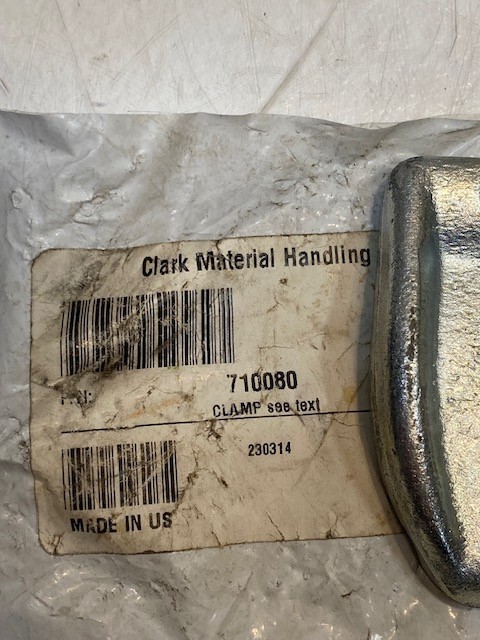 Clark Material Handling
P/N:
710080
CLAMP see text
230314
MADE IN US